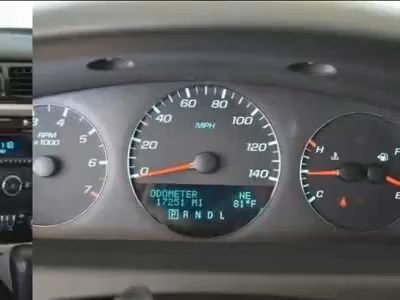 60 80
40 100
MPH
20 120
0 140
3
RPM
×1000
4
5
6
7
H
C
F
ODOMETER NE
17251 MI 81°F
P R N D L